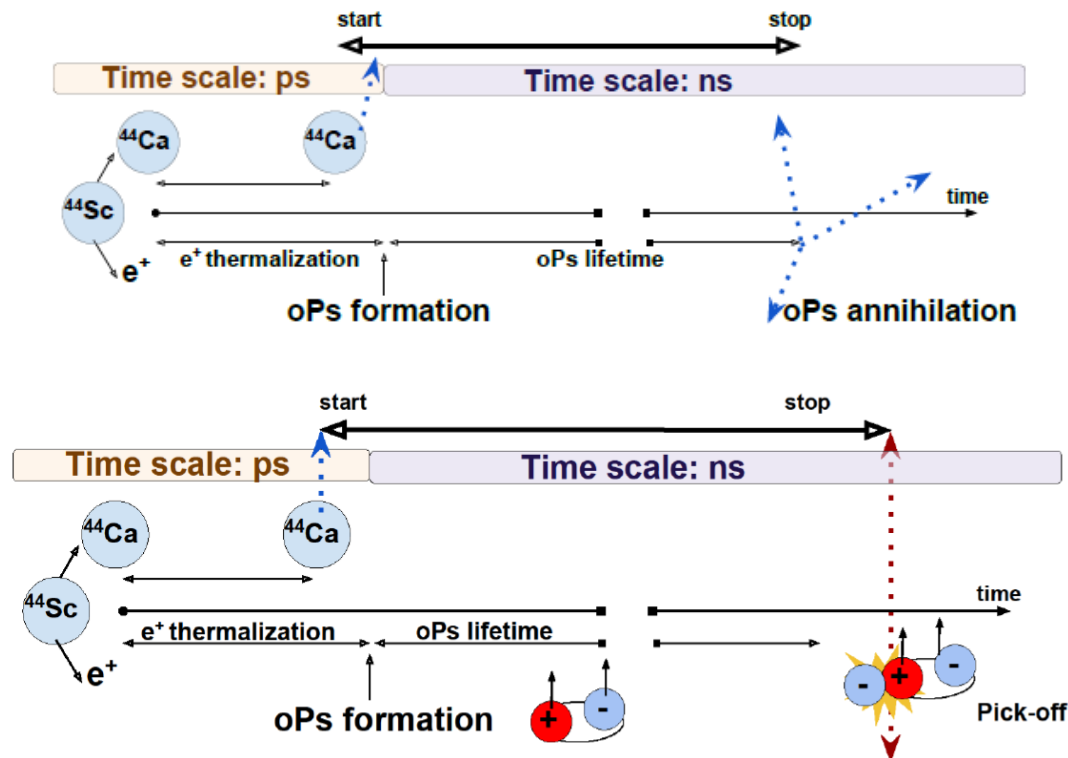 start stop
Time scale: ps Time scale: ns
⁴⁴Ca ⁴⁴Ca
⁴⁴Sc time
e⁺ e⁺ thermalization oPs lifetime
oPs formation oPs annihilation
start stop
Time scale: ps Time scale: ns
⁴⁴Ca ⁴⁴Ca
⁴⁴Sc time
e⁺ thermalization oPs lifetime
e⁺
- + -
oPs formation + - Pick-off